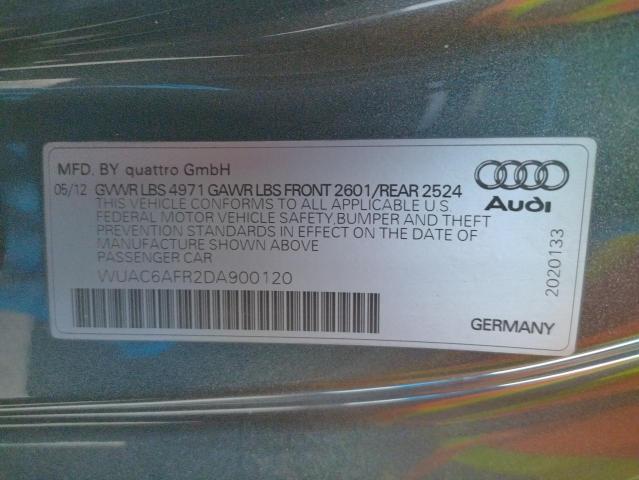 MFD. BY quattro GmbH
05/12 GVWR LBS 4971 GAWR LBS FRONT 2601/REAR 2524
THIS VEHICLE CONFORMS TO ALL APPLICABLE U.S.
FEDERAL MOTOR VEHICLE SAFETY,BUMPER AND THEFT
PREVENTION STANDARDS IN EFFECT ON THE DATE OF
MANUFACTURE SHOWN ABOVE
PASSENGER CAR
WUAC6AFR2DA900120
Audi
2020133
GERMANY